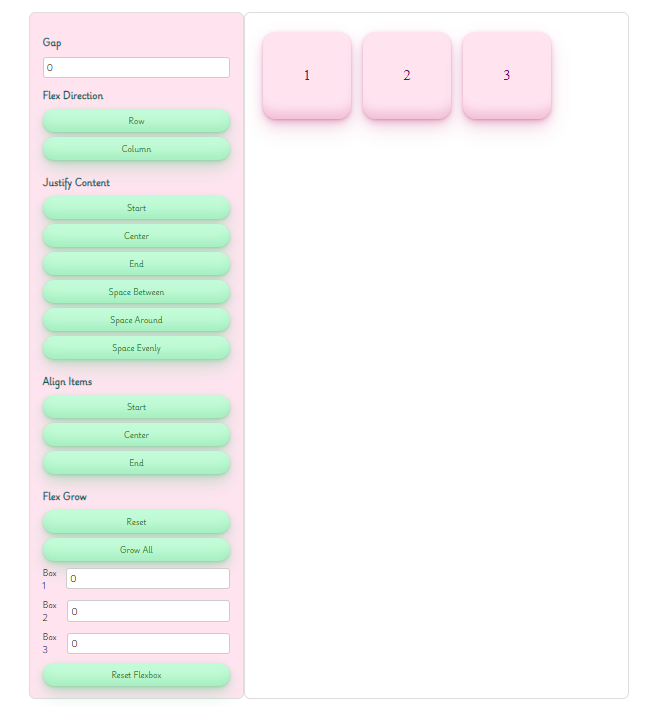 Gap
0
Flex Direction
Row
Column
Justify Content
Start
Center
End
Space Between
Space Around
Space Evenly
Align Items
Start
Center
End
Flex Grow
Reset
Grow All
Box
1
0
Box
2
0
Box
3
0
Reset Flexbox
1 2 3